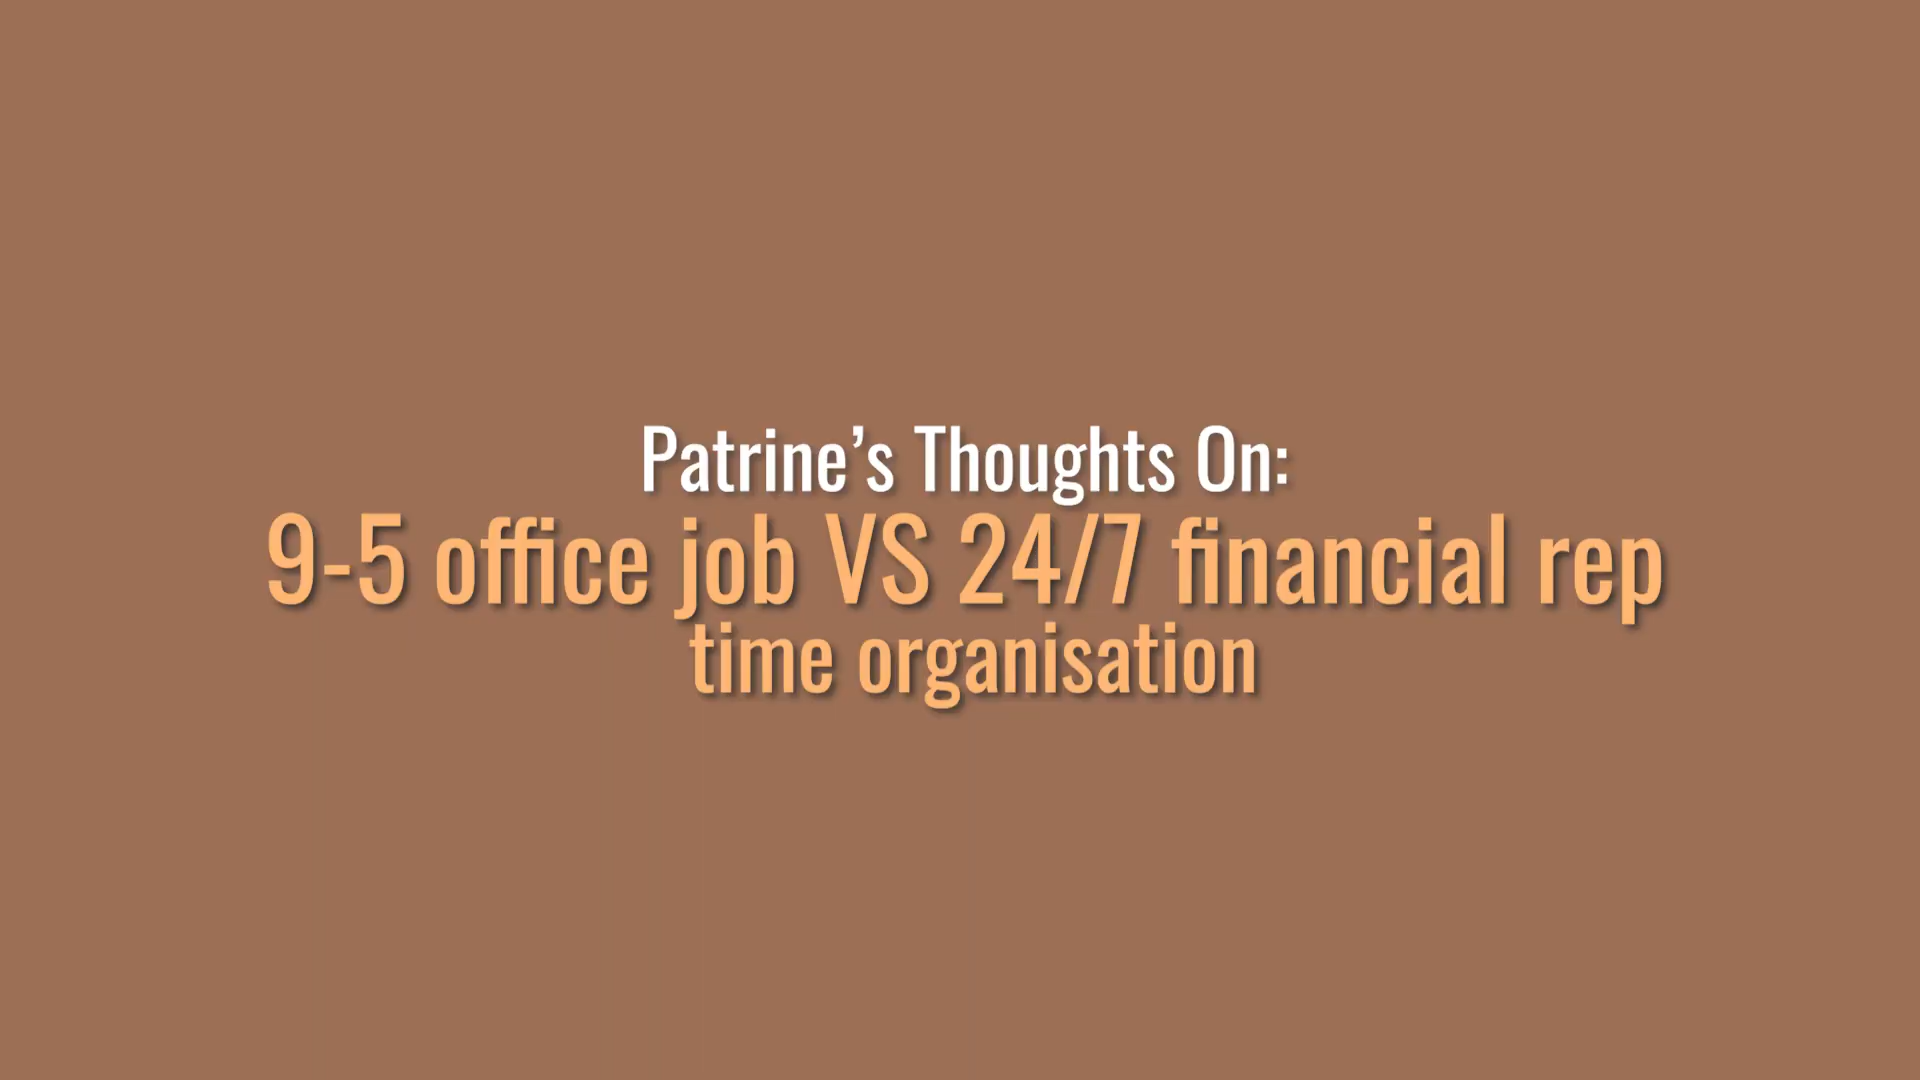 Patrine’s Thoughts On:
9-5 office job VS 24/7 financial rep
time organisation